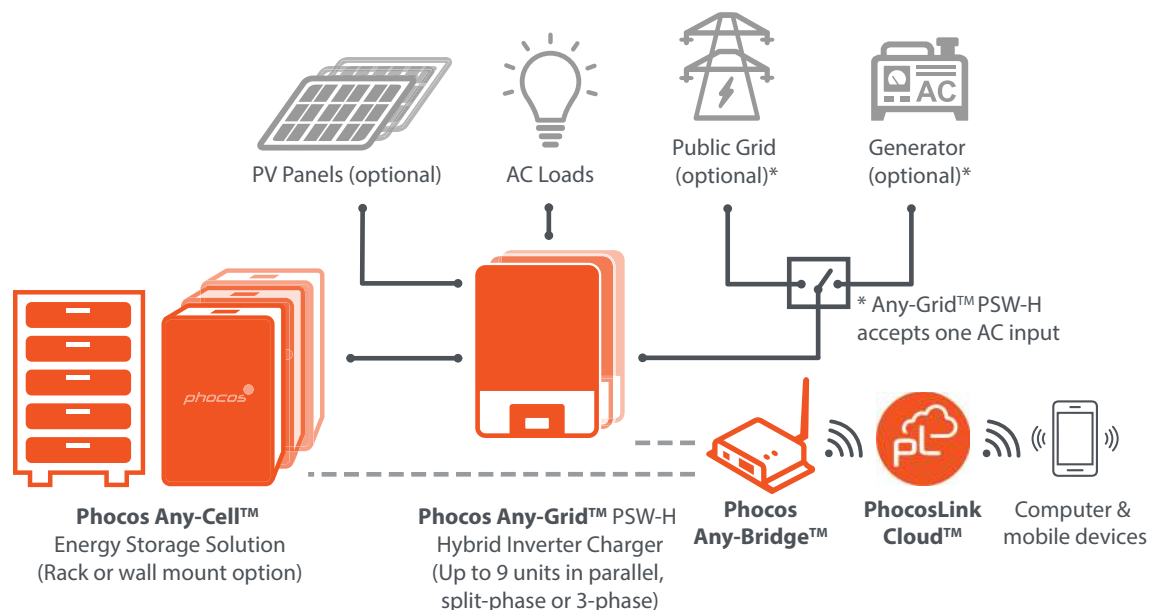 AC
PV Panels (optional)
AC Loads
Public Grid
(optional)*
Generator
(optional)*
* Any-Grid™ PSW-H
accepts one AC input
phocos
pL
Phocos Any-Cell™
Energy Storage Solution
(Rack or wall mount option)
Phocos Any-Grid™ PSW-H
Hybrid Inverter Charger
(Up to 9 units in parallel,
split-phase or 3-phase)
Phocos
Any-Bridge™
PhocosLink
Cloud™
Computer &
mobile devices